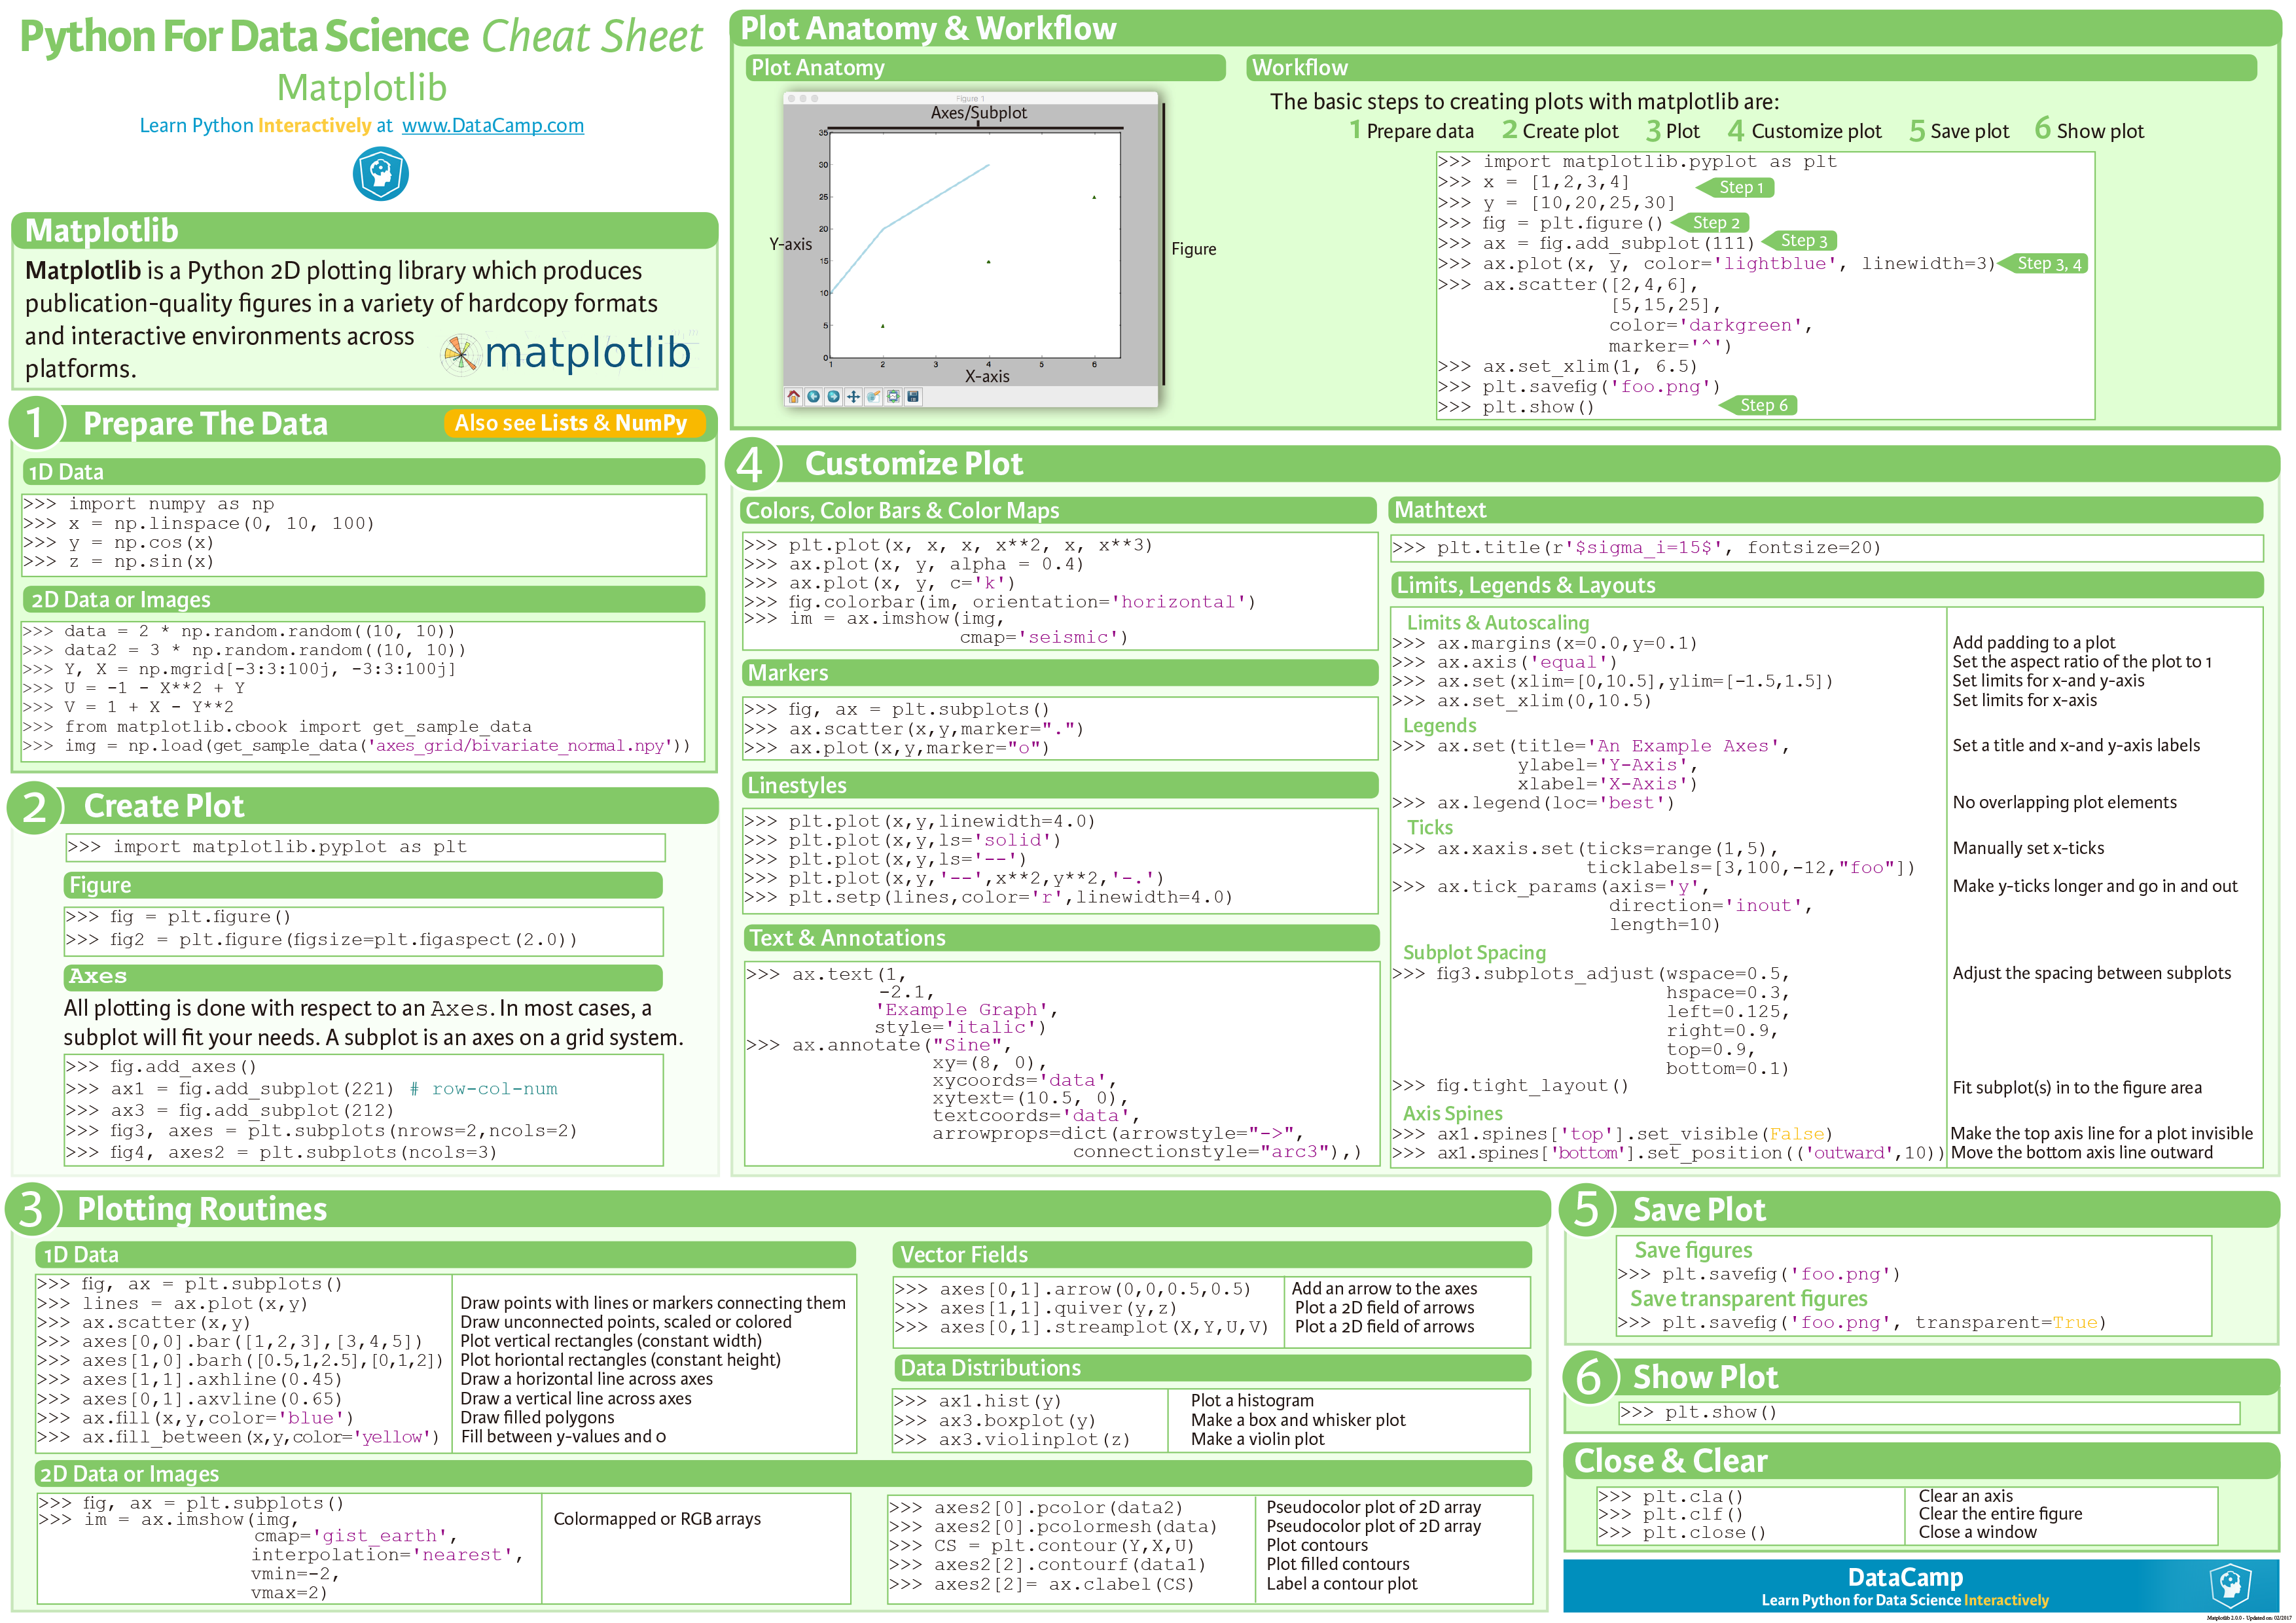 Python For Data Science Cheat Sheet
Matplotlib
Learn Python Interactively at www.DataCamp.com
Matplotlib
Matplotlib is a Python 2D plotting library which produces
publication-quality figures in a variety of hardcopy formats
and interactive environments across
platforms.
matplotlib
1 Prepare The Data
Also see Lists & NumPy
1D Data
>>> import numpy as np
>>> x = np.linspace(0, 10, 100)
>>> y = np.cos(x)
>>> z = np.sin(x)
2D Data or Images
>>> data = 2 * np.random.random((10, 10))
>>> data2 = 3 * np.random.random((10, 10))
>>> Y, X = np.mgrid[-3:3:100j, -3:3:100j]
>>> U = -1 - X**2 + Y
>>> V = 1 + X - Y**2
>>> from matplotlib.cbook import get_sample_data
>>> img = np.load(get_sample_data('axes_grid/bivariate_normal.npy'))
2 Create Plot
>>> import matplotlib.pyplot as plt
Figure
>>> fig = plt.figure()
>>> fig2 = plt.figure(figsize=plt.figaspect(2.0))
Axes
All plotting is done with respect to an Axes. In most cases, a
subplot will fit your needs. A subplot is an axes on a grid system.
>>> fig.add_axes()
>>> ax1 = fig.add_subplot(221) # row-col-num
>>> ax3 = fig.add_subplot(212)
>>> fig3, axes = plt.subplots(nrows=2,ncols=2)
>>> fig4, axes2 = plt.subplots(ncols=3)
Plot Anatomy & Workflow
Plot Anatomy
Figure 1
Axes/Subplot
35
30
25
20
15
10
5
0
Y-axis
Figure
1 2 3 4 5 6
X-axis
Workflow
The basic steps to creating plots with matplotlib are:
1 Prepare data 2 Create plot 3 Plot 4 Customize plot 5 Save plot 6 Show plot
>>> import matplotlib.pyplot as plt
>>> x = [1,2,3,4]
Step 1
>>> y = [10,20,25,30]
>>> fig = plt.figure() Step 2
>>> ax = fig.add_subplot(111) Step 3
>>> ax.plot(x, y, color='lightblue', linewidth=3) Step 3, 4
>>> ax.scatter([2,4,6],
[5,15,25],
color='darkgreen',
marker='^')
>>> ax.set_xlim(1, 6.5)
>>> plt.savefig('foo.png')
>>> plt.show() Step 6
4 Customize Plot
Colors, Color Bars & Color Maps
>>> plt.plot(x, x, x, x**2, x, x**3)
>>> ax.plot(x, y, alpha = 0.4)
>>> ax.plot(x, y, c='k')
>>> fig.colorbar(im, orientation='horizontal')
>>> im = ax.imshow(img,
cmap='seismic')
Markers
>>> fig, ax = plt.subplots()
>>> ax.scatter(x,y,marker=".")
>>> ax.plot(x,y,marker="o")
Linestyles
>>> plt.plot(x,y,linewidth=4.0)
>>> plt.plot(x,y,ls='solid')
>>> plt.plot(x,y,ls='--')
>>> plt.plot(x,y,'--',x**2,y**2,'-.')
>>> plt.setp(lines,color='r',linewidth=4.0)
Text & Annotations
>>> ax.text(1,
-2.1,
'Example Graph',
style='italic')
>>> ax.annotate("Sine",
xy=(8, 0),
xycoords='data',
xytext=(10.5, 0),
textcoords='data',
arrowprops=dict(arrowstyle="->",
connectionstyle="arc3"),)
Mathtext
>>> plt.title(r'$sigma_i=15$', fontsize=20)
Limits, Legends & Layouts
Limits & Autoscaling
>>> ax.margins(x=0.0,y=0.1) Add padding to a plot
>>> ax.axis('equal') Set the aspect ratio of the plot to 1
>>> ax.set(xlim=[0,10.5],ylim=[-1.5,1.5]) Set limits for x-and y-axis
>>> ax.set_xlim(0,10.5) Set limits for x-axis
Legends
>>> ax.set(title='An Example Axes', Set a title and x-and y-axis labels
ylabel='Y-Axis',
xlabel='X-Axis')
>>> ax.legend(loc='best') No overlapping plot elements
Ticks
>>> ax.xaxis.set(ticks=range(1,5), Manually set x-ticks
ticklabels=[3,100,-12,"foo"])
>>> ax.tick_params(axis='y', Make y-ticks longer and go in and out
direction='inout',
length=10)
Subplot Spacing
>>> fig3.subplots_adjust(wspace=0.5, Adjust the spacing between subplots
hspace=0.3,
left=0.125,
right=0.9,
top=0.9,
bottom=0.1)
>>> fig.tight_layout() Fit subplot(s) in to the figure area
Axis Spines
>>> ax1.spines['top'].set_visible(False) Make the top axis line for a plot invisible
>>> ax1.spines['bottom'].set_position(('outward',10)) Move the bottom axis line outward
3 Plotting Routines
1D Data
>>> fig, ax = plt.subplots()
>>> lines = ax.plot(x,y) Draw points with lines or markers connecting them
>>> ax.scatter(x,y) Draw unconnected points, scaled or colored
>>> axes[0,0].bar([1,2,3],[3,4,5]) Plot vertical rectangles (constant width)
>>> axes[1,0].barh([0.5,1,2.5],[0,1,2]) Plot horiontal rectangles (constant height)
>>> axes[1,1].axhline(0.45) Draw a horizontal line across axes
>>> axes[0,1].axvline(0.65) Draw a vertical line across axes
>>> ax.fill(x,y,color='blue') Draw filled polygons
>>> ax.fill_between(x,y,color='yellow') Fill between y-values and 0
Vector Fields
>>> axes[0,1].arrow(0,0,0.5,0.5) Add an arrow to the axes
>>> axes[1,1].quiver(y,z) Plot a 2D field of arrows
>>> axes[0,1].streamplot(X,Y,U,V) Plot a 2D field of arrows
Data Distributions
>>> ax1.hist(y) Plot a histogram
>>> ax3.boxplot(y) Make a box and whisker plot
>>> ax3.violinplot(z) Make a violin plot
2D Data or Images
>>> fig, ax = plt.subplots()
>>> im = ax.imshow(img, Colormapped or RGB arrays
cmap='gist_earth',
interpolation='nearest',
vmin=-2,
vmax=2)
>>> axes2[0].pcolor(data2) Pseudocolor plot of 2D array
>>> axes2[0].pcolormesh(data) Pseudocolor plot of 2D array
>>> CS = plt.contour(Y,X,U) Plot contours
>>> axes2[2].contourf(data1) Plot filled contours
>>> axes2[2]= ax.clabel(CS) Label a contour plot
5 Save Plot
Save figures
>>> plt.savefig('foo.png')
Save transparent figures
>>> plt.savefig('foo.png', transparent=True)
6 Show Plot
>>> plt.show()
Close & Clear
>>> plt.cla() Clear an axis
>>> plt.clf() Clear the entire figure
>>> plt.close() Close a window
DataCamp
Learn Python for Data Science Interactively
Matplotlib 2.0.0 - Updated on: 02/2017